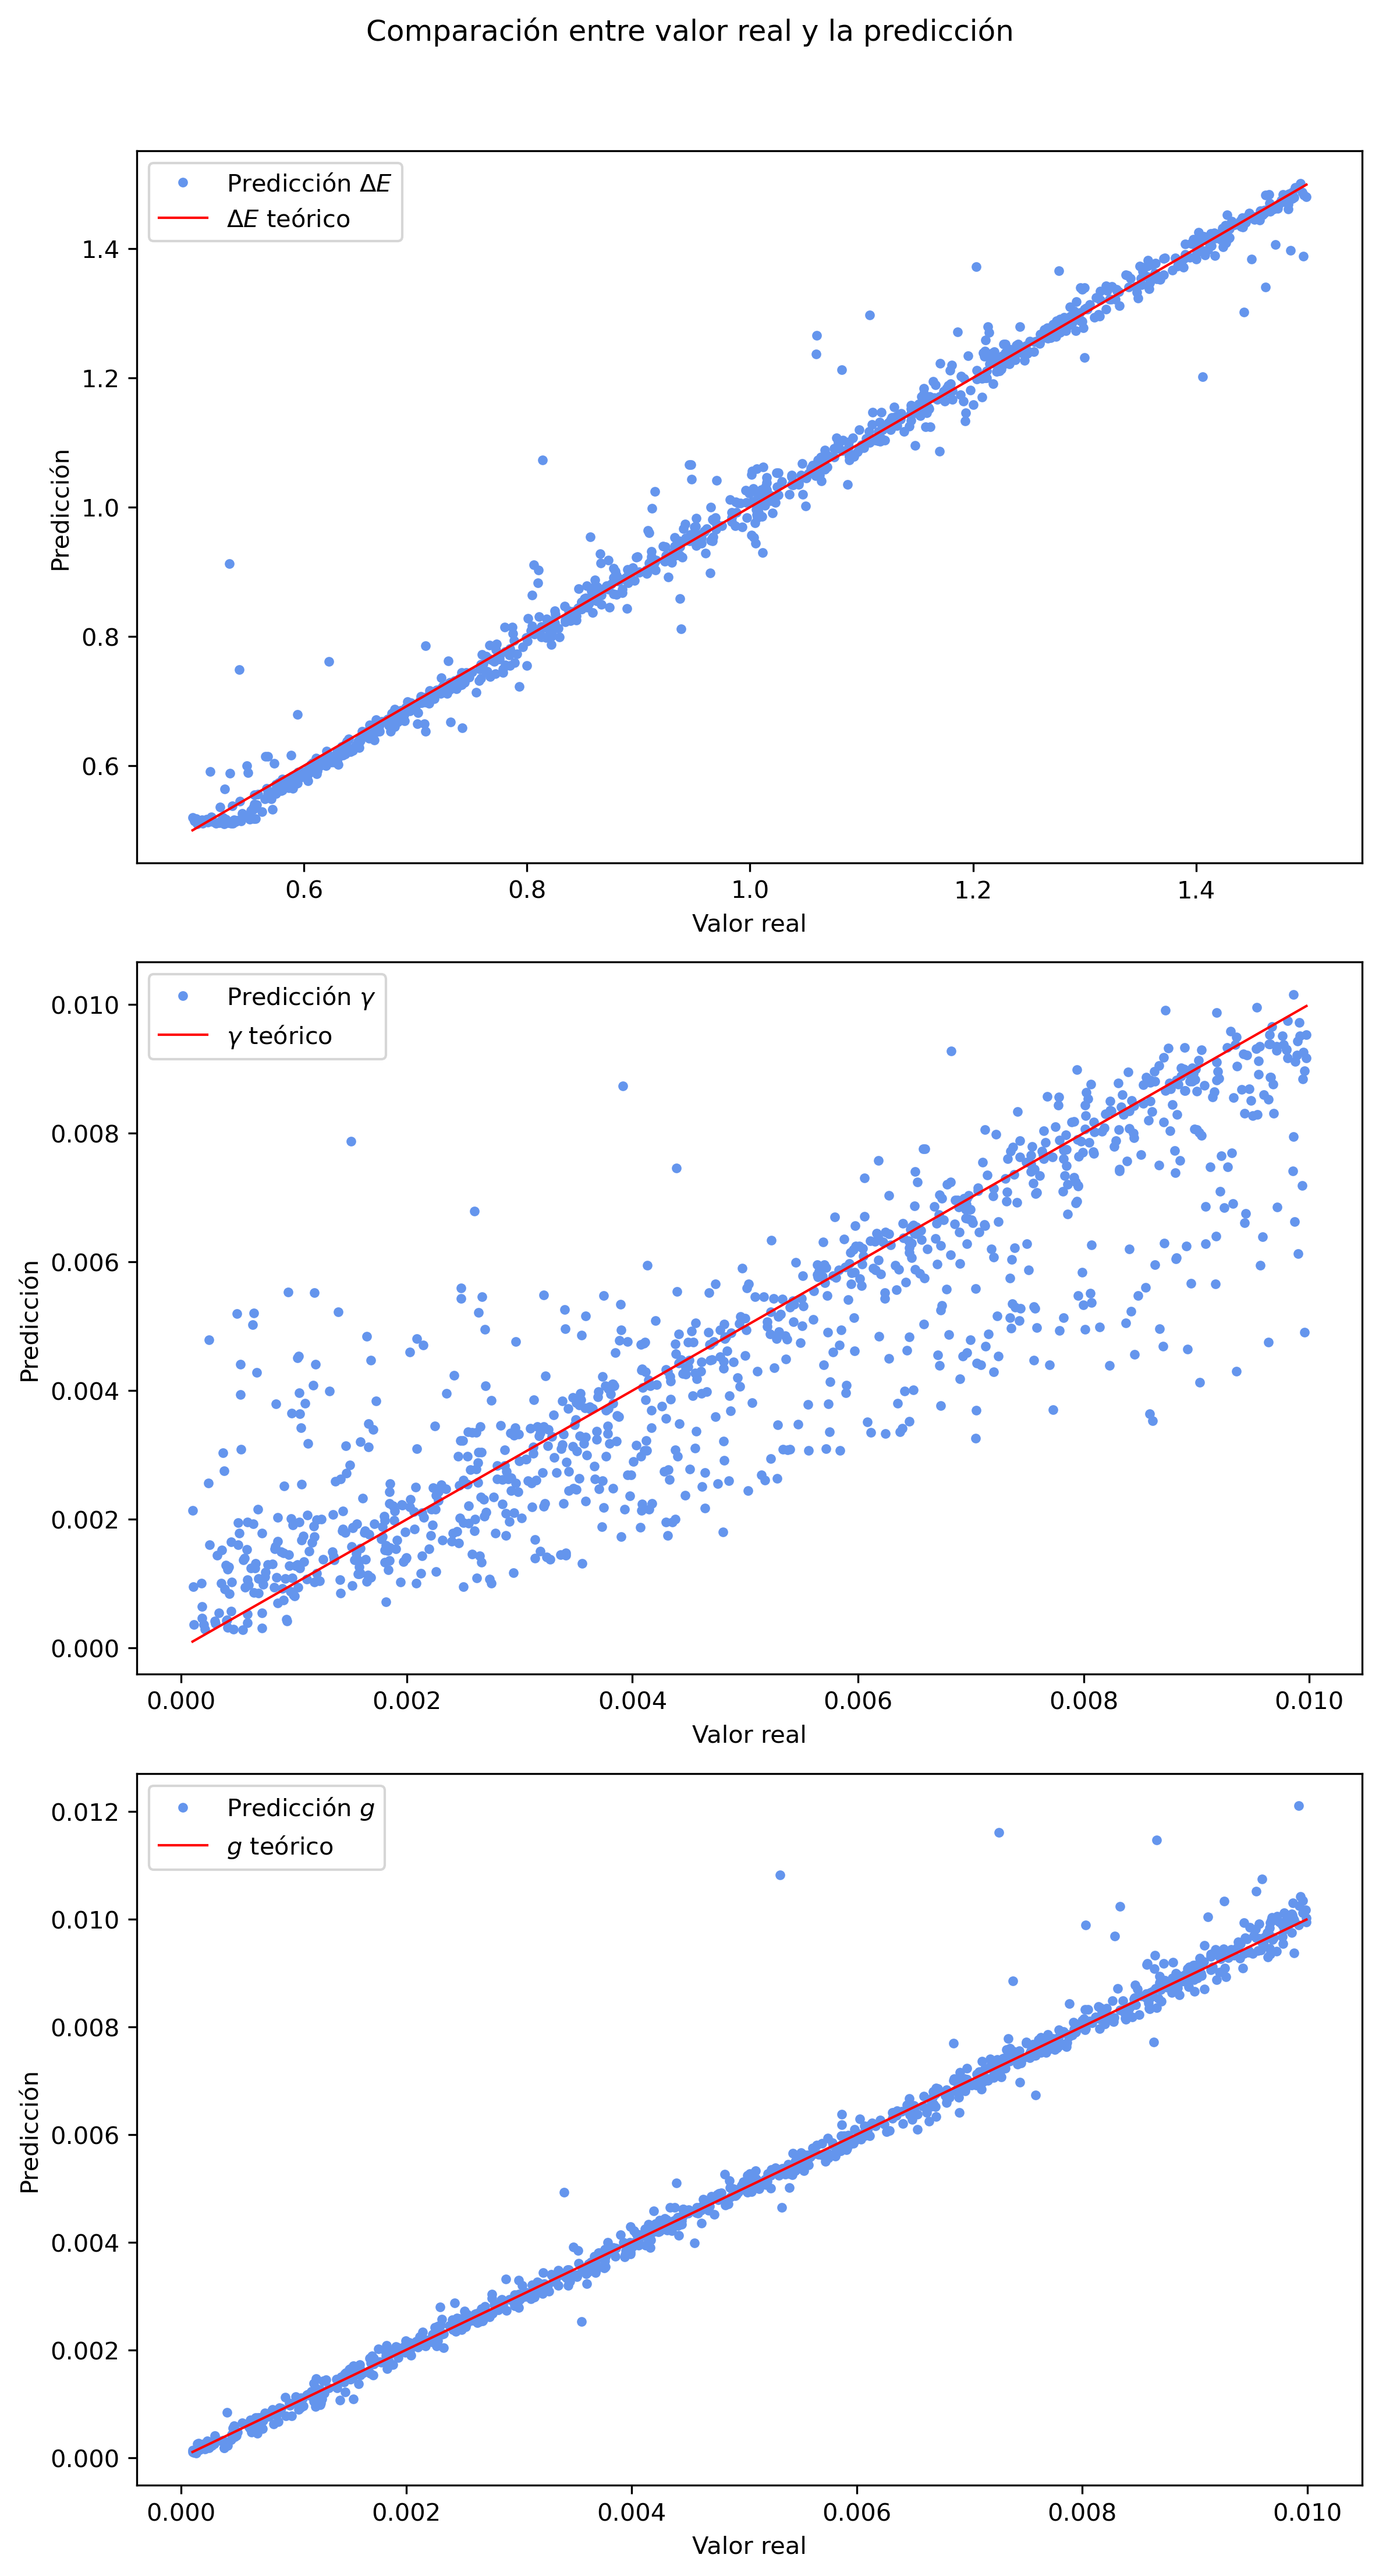 Comparación entre valor real y la predicción
Predicción ΔE
ΔE teórico
1.4
1.2
1.0
0.8
0.6
Predicción
0.6 0.8 1.0 1.2 1.4
Valor real
Predicción γ
γ teórico
0.010
0.008
0.006
0.004
0.002
0.000
Predicción
0.000 0.002 0.004 0.006 0.008 0.010
Valor real
Predicción g
g teórico
0.012
0.010
0.008
0.006
0.004
0.002
0.000
Predicción
0.000 0.002 0.004 0.006 0.008 0.010
Valor real